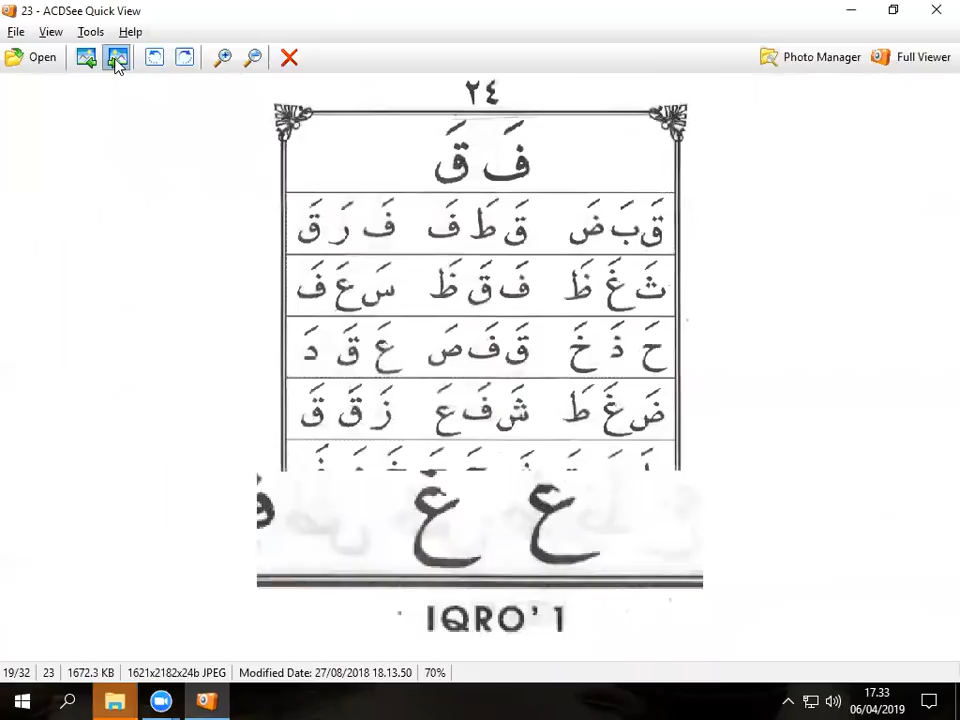 23 - ACDSee Quick View
File View Tools Help
Open Photo Manager Full Viewer
٢٤
فَ قَ
قَ بَ ضَ قَ طَ فَ فَ رَ قَ
ثَ غَ ظَ فَ قَ ظَ سَ عَ فَ
حَ ذَ خَ قَ فَ صَ عَ قَ دَ
ضَ غَ طَ شَ فَ عَ زَ قَ قَ
ع غ
IQRO' 1
19/32 23 1672.3 KB 1621x2182x24b JPEG Modified Date: 27/08/2018 18.13.50 70%
17.33
06/04/2019